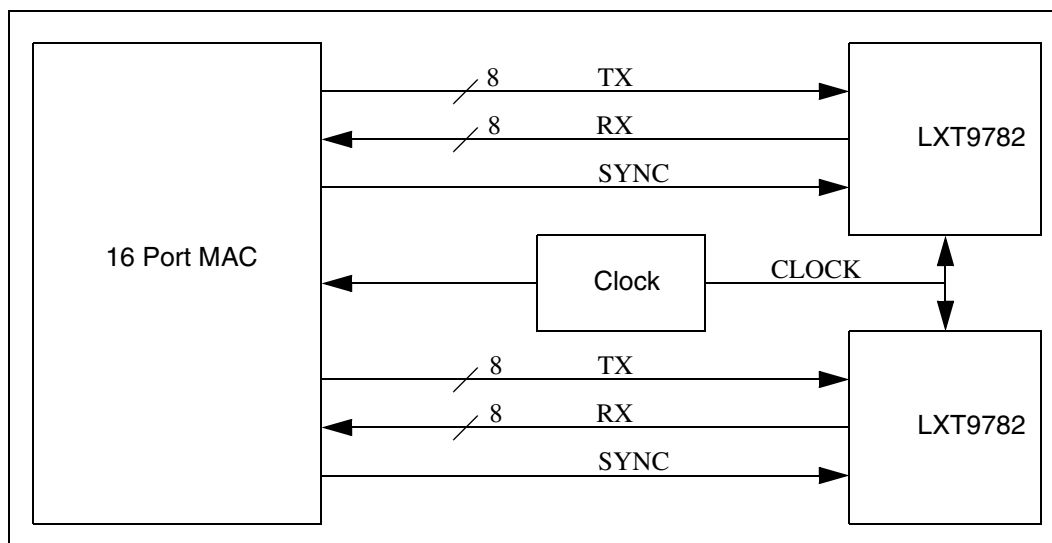 8 TX
8 RX
LXT9782
SYNC
16 Port MAC
Clock
CLOCK
8 TX
8 RX
LXT9782
SYNC